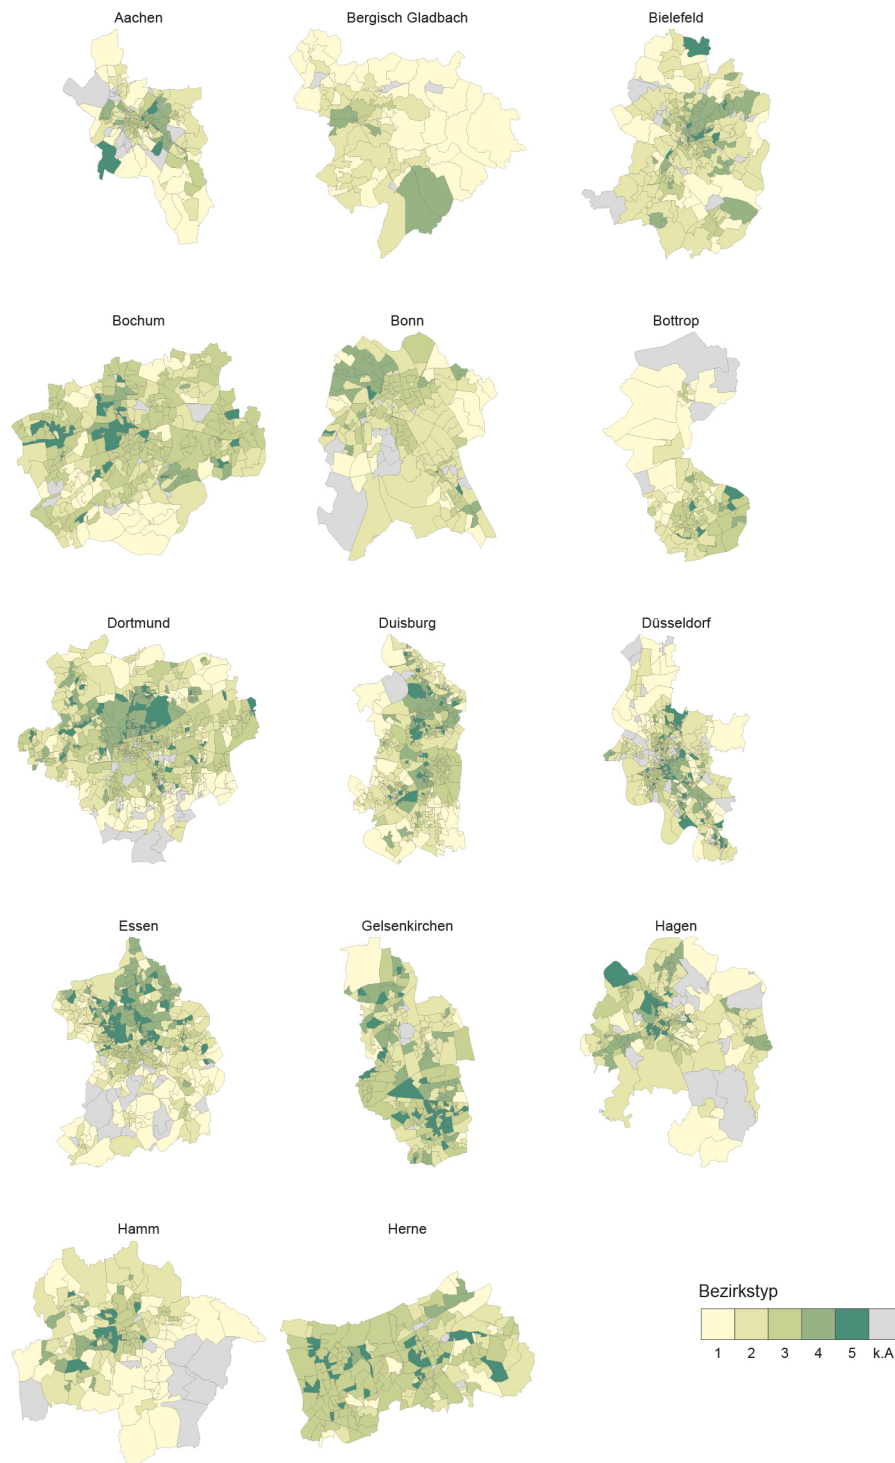 Aachen
Bergisch Gladbach
Bielefeld
Bochum
Bonn
Bottrop
Dortmund
Duisburg
Düsseldorf
Essen
Gelsenkirchen
Hagen
Hamm
Herne
Bezirkstyp
1 2 3 4 5 k.A